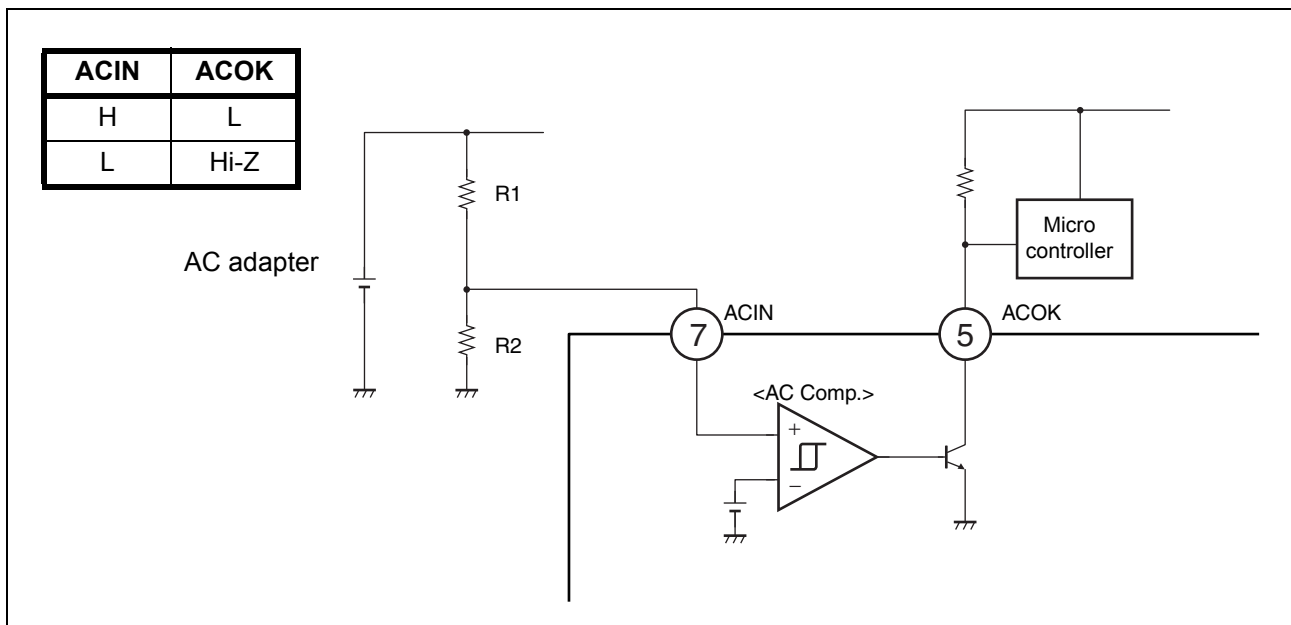 ACIN ACOK
H L
L Hi-Z
R1
AC adapter
Micro
controller
R2
7 ACIN
5 ACOK
<AC Comp.>
+
−